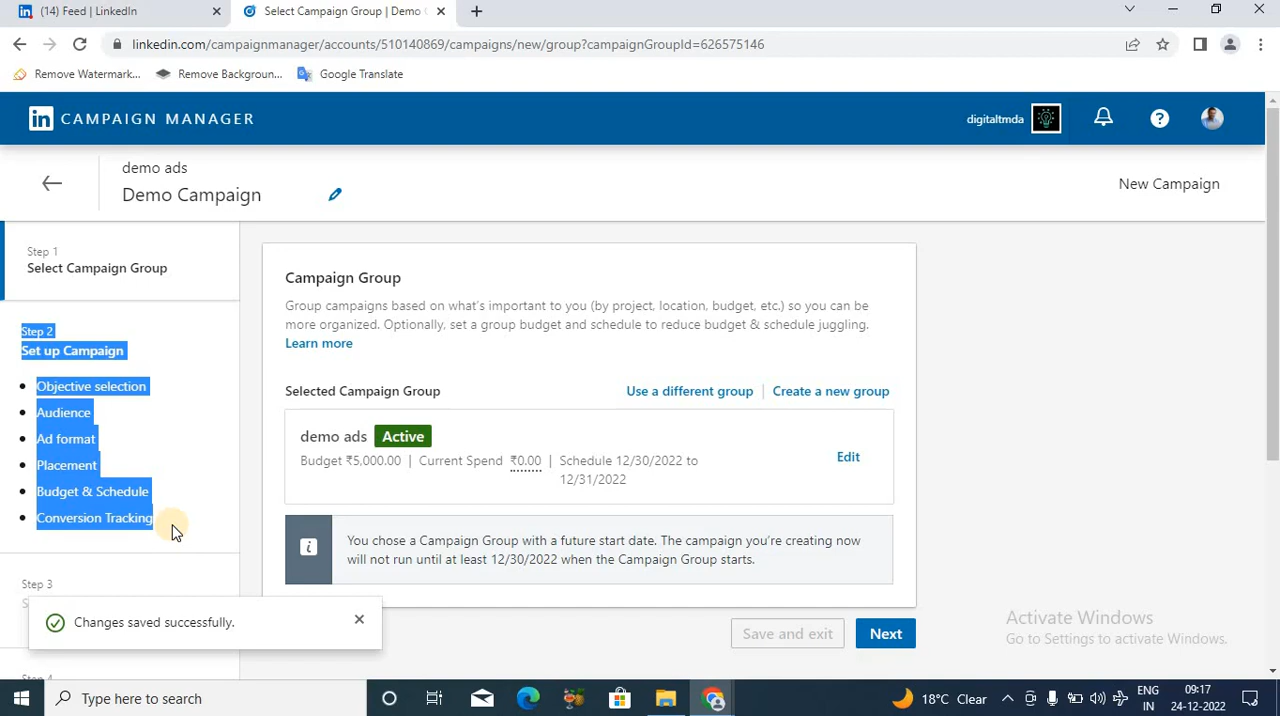 (14) Feed | LinkedIn
Select Campaign Group | Demo C
linkedin.com/campaignmanager/accounts/510140869/campaigns/new/group?campaignGroupId=626575146
Remove Watermark...
Remove Backgroun...
Google Translate
in CAMPAIGN MANAGER
digitaltmda
demo ads
Demo Campaign
New Campaign
Step 1
Select Campaign Group
Step 2
Set up Campaign
• Objective selection
• Audience
• Ad format
• Placement
• Budget & Schedule
• Conversion Tracking
Step 3
Changes saved successfully.
Campaign Group
Group campaigns based on what's important to you (by project, location, budget, etc,) so you can be
more organized. Optionally, set a group budget and schedule to reduce budget & schedule juggling.
Learn more
Selected Campaign Group
Use a different group | Create a new group
demo ads Active
Budget ₹5,000.00 | Current Spend ₹0.00 | Schedule 12/30/2022 to
12/31/2022
Edit
You chose a Campaign Group with a future start date. The campaign you're creating now
will not run until at least 12/30/2022 when the Campaign Group starts.
Save and exit
Next
Activate Windows
Go to Settings to activate Windows.
Type here to search
18°C Clear
ENG
IN
09:17
24-12-2022